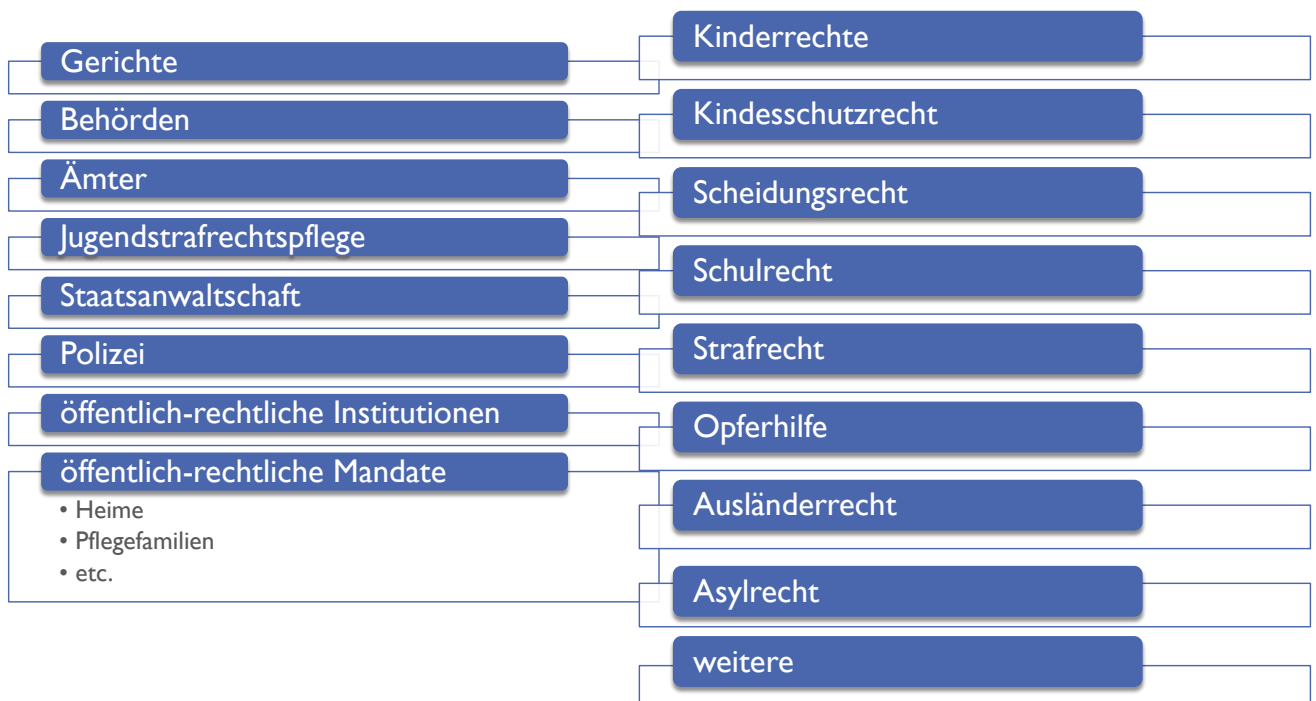 Gerichte
Behörden
Ämter
Jugendstrafrechtspflege
Staatsanwaltschaft
Polizei
öffentlich-rechtliche Institutionen
öffentlich-rechtliche Mandate
• Heime
• Pflegefamilien
• etc.
Kinderrechte
Kindesschutzrecht
Scheidungsrecht
Schulrecht
Strafrecht
Opferhilfe
Ausländerrecht
Asylrecht
weitere